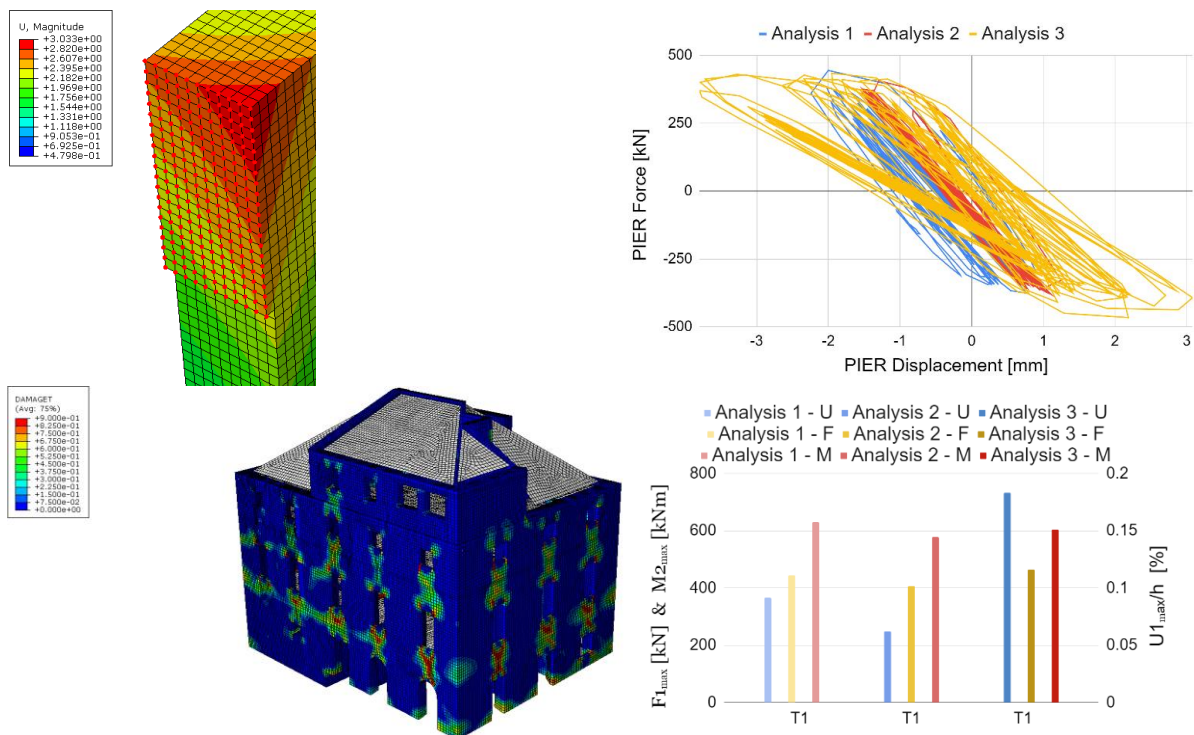 U, Magnitude
+3.033e+00
+2.820e+00
+2.607e+00
+2.395e+00
+2.182e+00
+1.969e+00
+1.756e+00
+1.544e+00
+1.331e+00
+1.118e+00
+9.053e-01
+6.925e-01
+4.798e-01
Analysis 1 Analysis 2 Analysis 3
500
250
0
-250
-500
PIER Force [kN]
-3 -2 -1 0 1 2 3
PIER Displacement [mm]
DAMAGET
(Avg: 75%)
+9.000e-01
+8.250e-01
+7.500e-01
+6.750e-01
+6.000e-01
+5.250e-01
+4.500e-01
+3.750e-01
+3.000e-01
+2.250e-01
+1.500e-01
+7.500e-02
+0.000e+00
Analysis 1 - U Analysis 2 - U Analysis 3 - U
Analysis 1 - F Analysis 2 - F Analysis 3 - F
Analysis 1 - M Analysis 2 - M Analysis 3 - M
800
600
400
200
0
F1max [kN] & M2max [kNm]
0.2
0.15
0.1
0.05
0
U1max/h [%]
T1 T1 T1